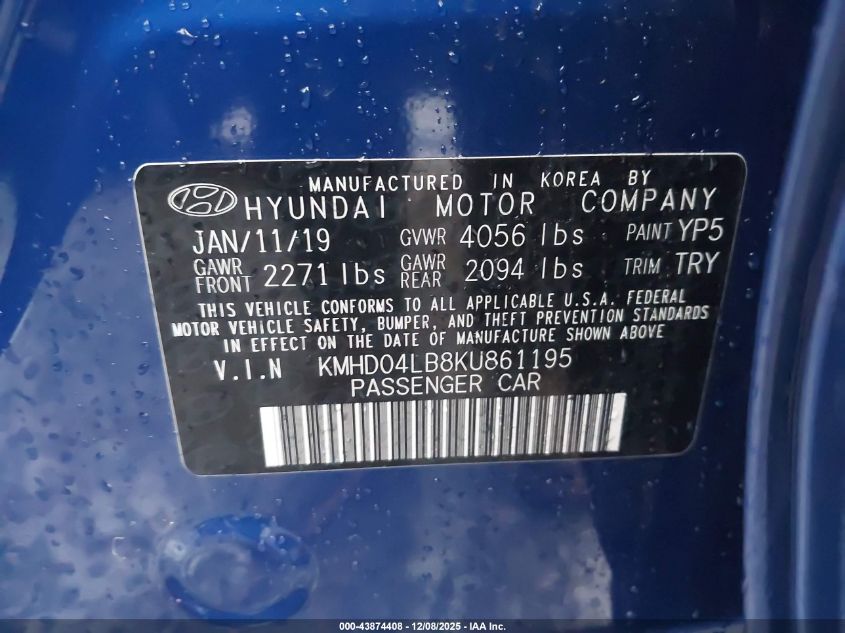 MANUFACTURED IN KOREA BY
HYUNDAI MOTOR COMPANY
JAN/11/19 GVWR 4056 lbs PAINT YP5
GAWR FRONT 2271 lbs GAWR REAR 2094 lbs TRIM TRY
THIS VEHICLE CONFORMS TO ALL APPLICABLE U.S.A. FEDERAL
MOTOR VEHICLE SAFETY, BUMPER, AND THEFT PREVENTION STANDARDS
IN EFFECT ON THE DATE OF MANUFACTURE SHOWN ABOVE
V.I.N KMHD04LB8KU861195
PASSENGER CAR
000-43874408 - 12/08/2025 - IAA Inc.